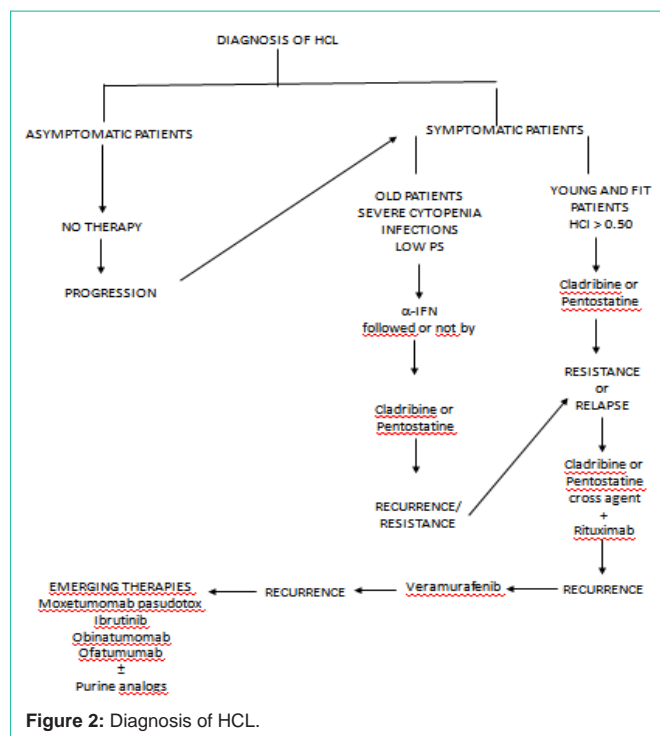 DIAGNOSIS OF HCL
ASYMPTOMATIC PATIENTS
NO THERAPY
PROGRESSION
SYMPTOMATIC PATIENTS
OLD PATIENTS
SEVERE CYTOPENIA
INFECTIONS
LOW PS
α-IFN
followed or not by
Cladribine or
Pentostatine
RECURRENCE/
RESISTANCE
YOUNG AND FIT
PATIENTS
HCI > 0.50
Cladribine or
Pentostatine
RESISTANCE
or
RELAPSE
Cladribine or
Pentostatine
cross agent
+
Rituximab
RECURRENCE
Veramurafenib
RECURRENCE
EMERGING THERAPIES
Moxetumomab pasudotox
Ibrutinib
Obinatumomab
Ofatumumab
±
Purine analogs
Figure 2: Diagnosis of HCL.